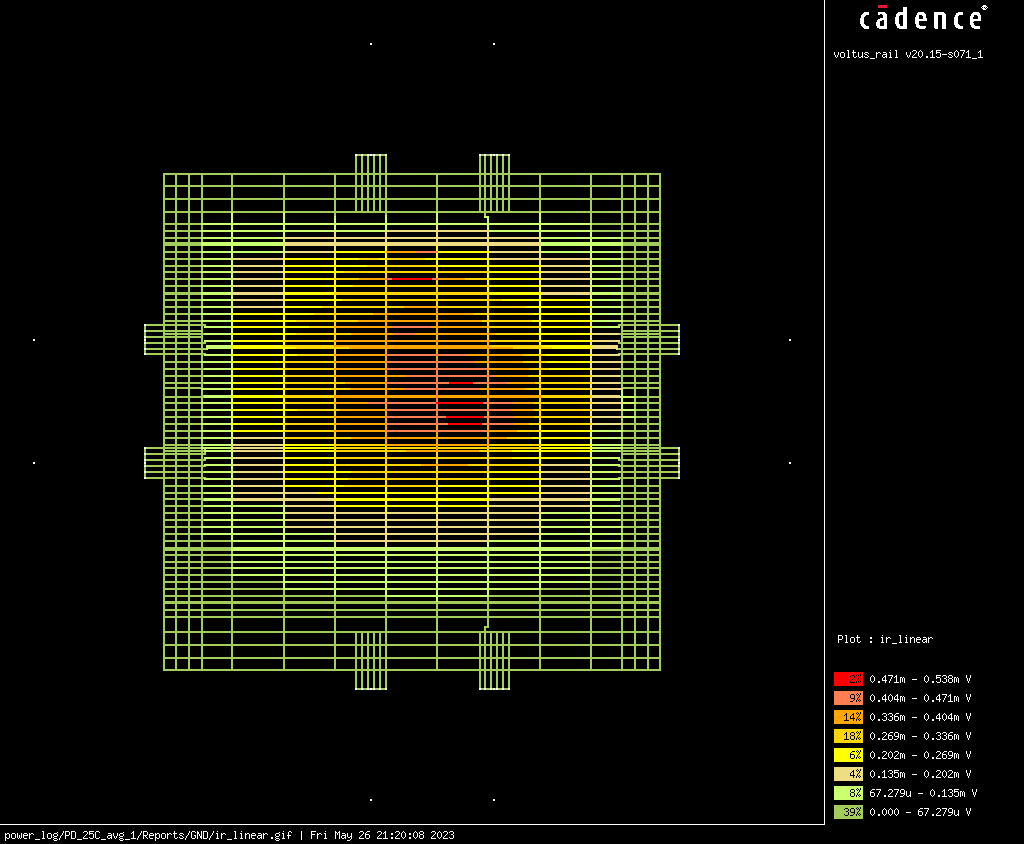 cādence®
voltus_rail v20.15-s071_1
Plot : ir_linear
2% 0.471m - 0.538m V
9% 0.404m - 0.471m V
14% 0.336m - 0.404m V
18% 0.269m - 0.336m V
6% 0.202m - 0.269m V
4% 0.135m - 0.202m V
8% 67.279u - 0.135m V
39% 0.000 - 67.279u V
power_log/PD_25C_avg_1/Reports/GND/ir_linear.gif | Fri May 26 21:20:08 2023